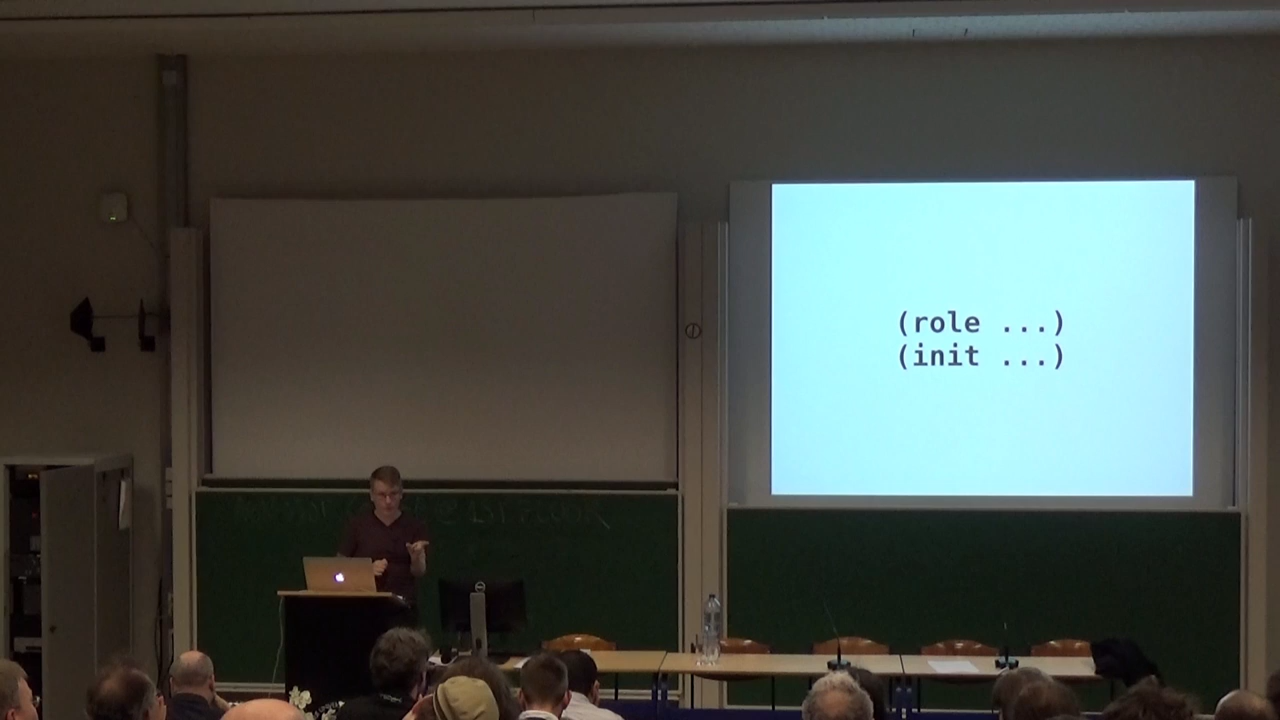 (role ...)
(init ...)